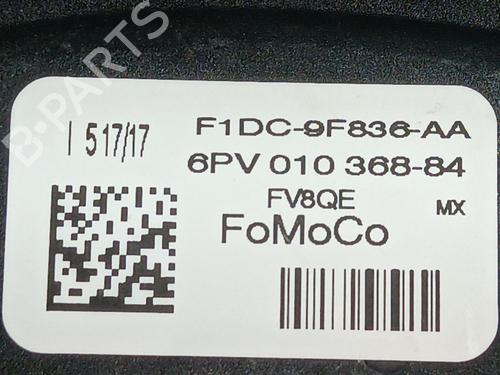 B-PARTS
I 517/17
F1DC-9F836-AA
6PV 010 368-84
FV8QE
MX
FoMoCo